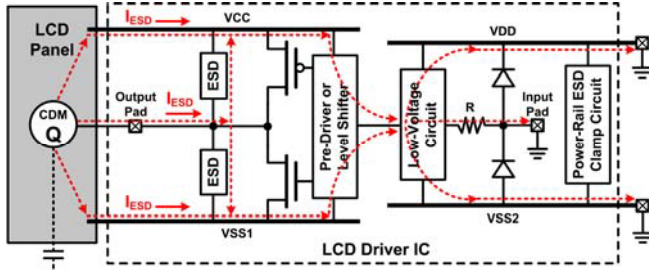 LCD
Panel
CDM
Q
I_ESD
VCC
ESD
Output
Pad
I_ESD
ESD
I_ESD
VSS1
Pre-Driver or
Level Shifter
VDD
Low-Voltage
Circuit
R
Input
Pad
Power-Rail ESD
Clamp Circuit
VSS2
LCD Driver IC